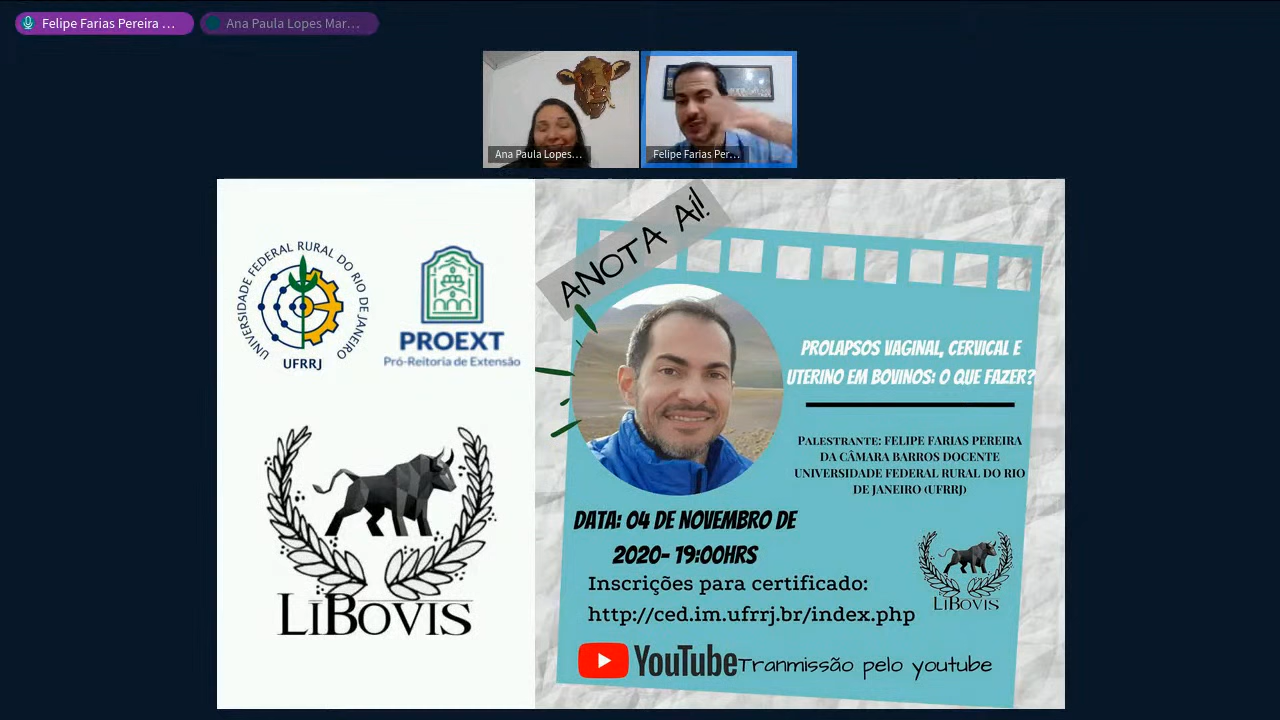 Felipe Farias Pereira ...
Ana Paula Lopes Mar...
Ana Paula Lopes...
Felipe Farias Per...
UNIVERSIDADE FEDERAL RURAL DO RIO DE JANEIRO
UFRRJ
PROEXT
Pró-Reitoria de Extensão
LIBOVIS
ANOTA AÍ!
PROLAPSOS VAGINAL, CERVICAL E
UTERINO EM BOVINOS: O QUE FAZER?
PALESTRANTE: FELIPE FARIAS PEREIRA
DA CÂMARA BARROS DOCENTE
UNIVERSIDADE FEDERAL RURAL DO RIO
DE JANEIRO (UFRRJ)
DATA: 04 DE NOVEMBRO DE
2020- 19:00HRS
Inscrições para certificado:
http://ced.im.ufrrj.br/index.php
LIBOVIS
YouTube Tranmissão pelo youtube